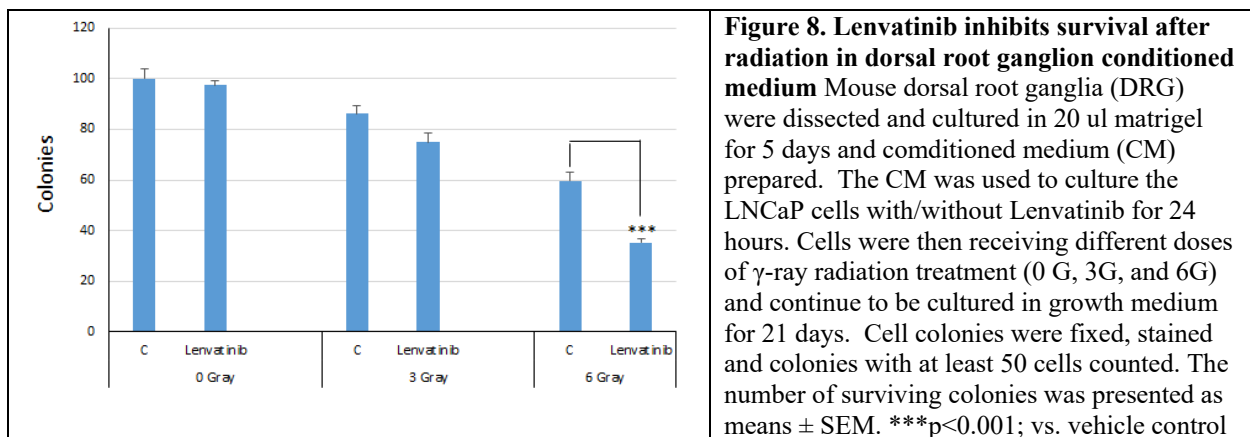 120
100
80
60
40
20
0
Colonies
***
C Lenvatinib C Lenvatinib C Lenvatinib
0 Gray 3 Gray 6 Gray
Figure 8. Lenvatinib inhibits survival after
radiation in dorsal root ganglion conditioned
medium Mouse dorsal root ganglia (DRG)
were dissected and cultured in 20 ul matrigel
for 5 days and comditioned medium (CM)
prepared. The CM was used to culture the
LNCaP cells with/without Lenvatinib for 24
hours. Cells were then receiving different doses
of γ-ray radiation treatment (0 G, 3G, and 6G)
and continue to be cultured in growth medium
for 21 days. Cell colonies were fixed, stained
and colonies with at least 50 cells counted. The
number of surviving colonies was presented as
means ± SEM. ***p<0.001; vs. vehicle control